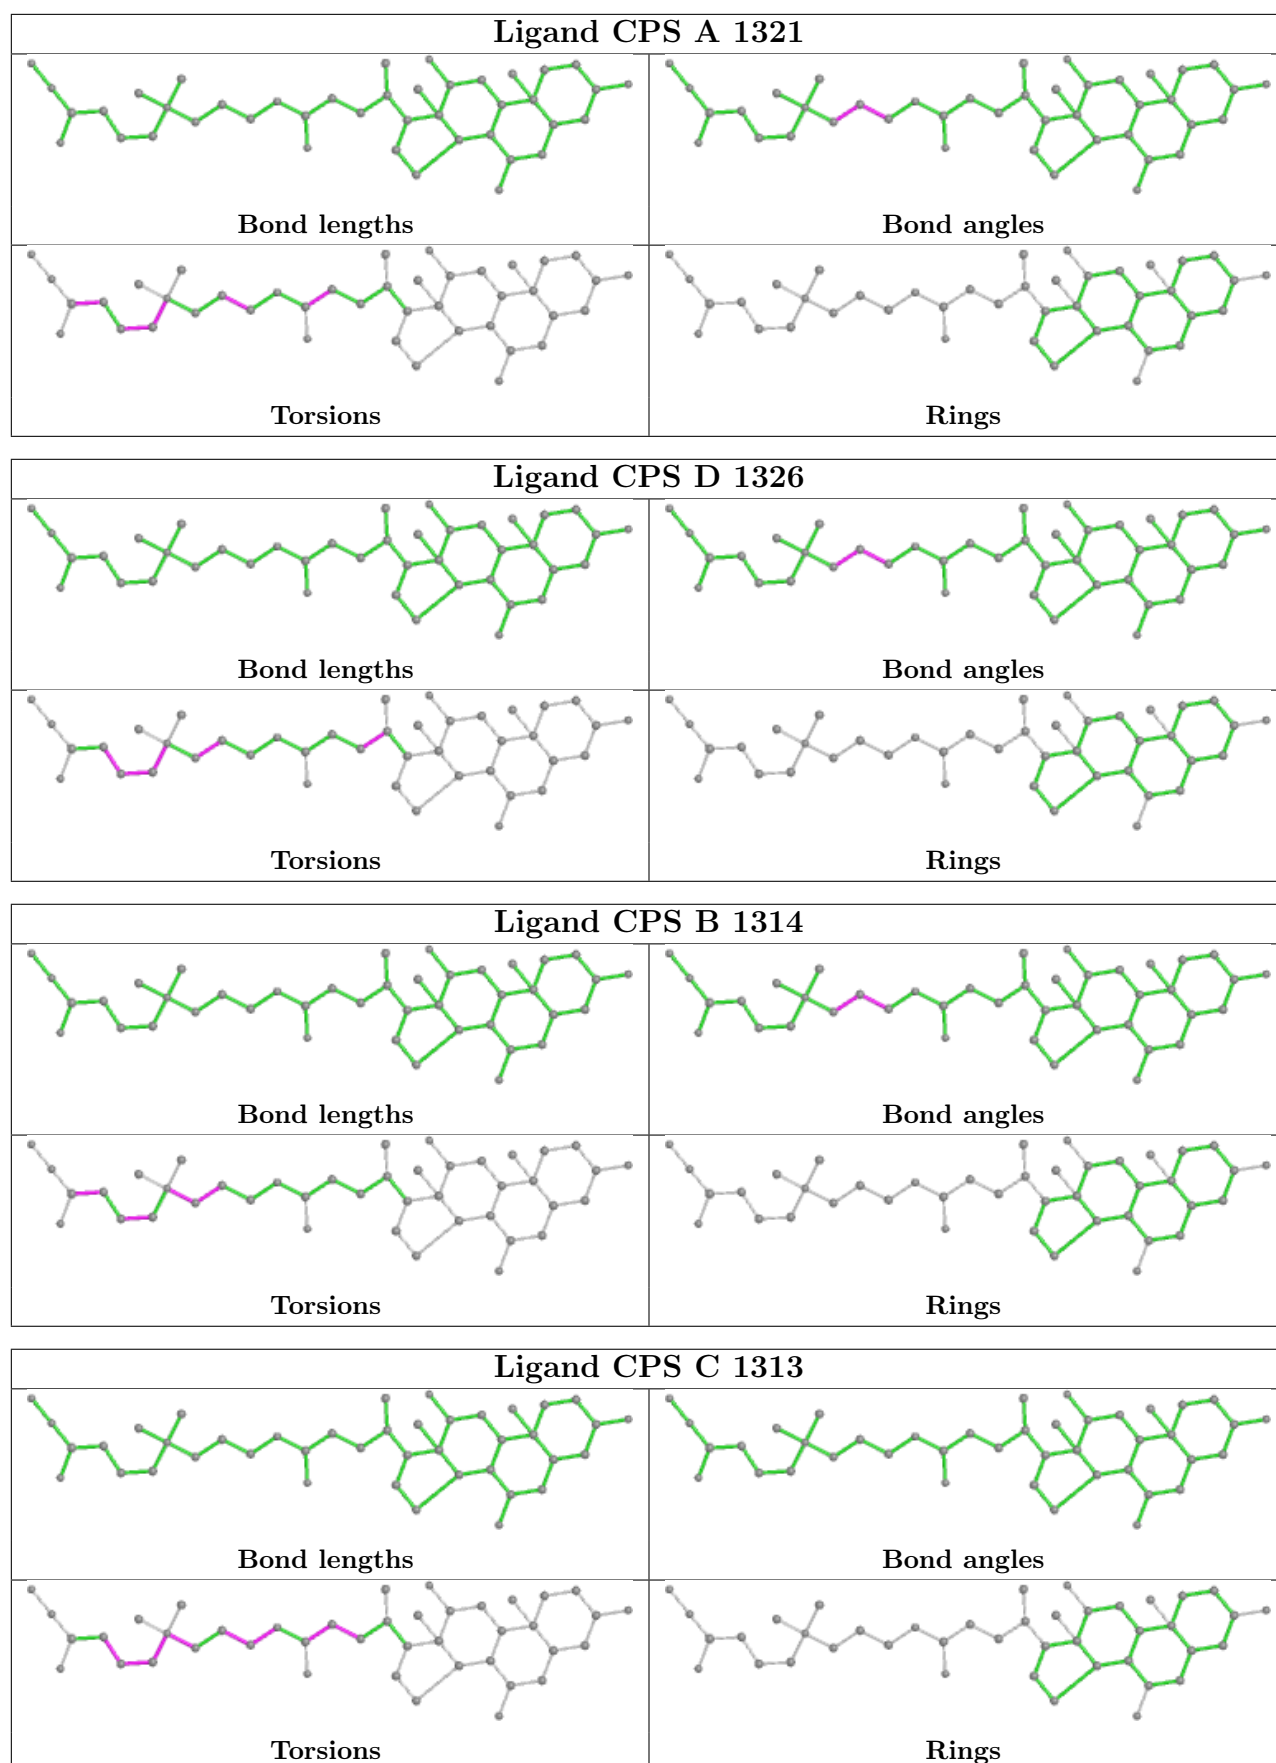 Ligand CPS A 1321
Bond lengths
Bond angles
Torsions
Rings
Ligand CPS D 1326
Bond lengths
Bond angles
Torsions
Rings
Ligand CPS B 1314
Bond lengths
Bond angles
Torsions
Rings
Ligand CPS C 1313
Bond lengths
Bond angles
Torsions
Rings